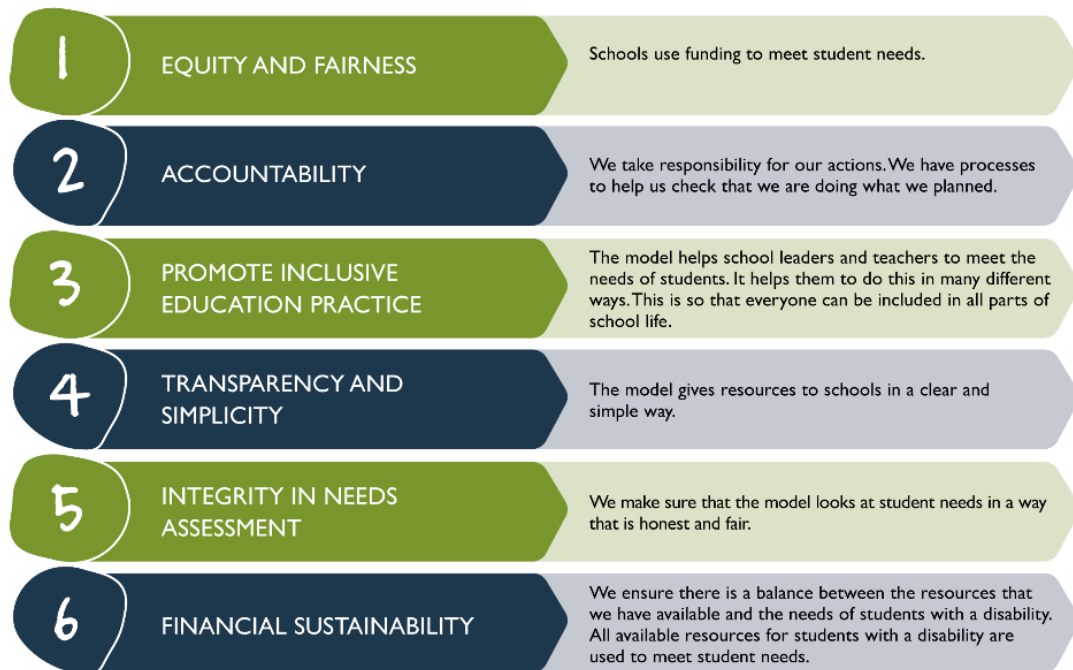 1
EQUITY AND FAIRNESS
Schools use funding to meet student needs.
2
ACCOUNTABILITY
We take responsibility for our actions. We have processes
to help us check that we are doing what we planned.
3
PROMOTE INCLUSIVE
EDUCATION PRACTICE
The model helps school leaders and teachers to meet the
needs of students. It helps them to do this in many different
ways. This is so that everyone can be included in all parts of
school life.
4
TRANSPARENCY AND
SIMPLICITY
The model gives resources to schools in a clear and
simple way.
5
INTEGRITY IN NEEDS
ASSESSMENT
We make sure that the model looks at student needs in a way
that is honest and fair.
6
FINANCIAL SUSTAINABILITY
We ensure there is a balance between the resources that
we have available and the needs of students with a disability.
All available resources for students with a disability are
used to meet student needs.